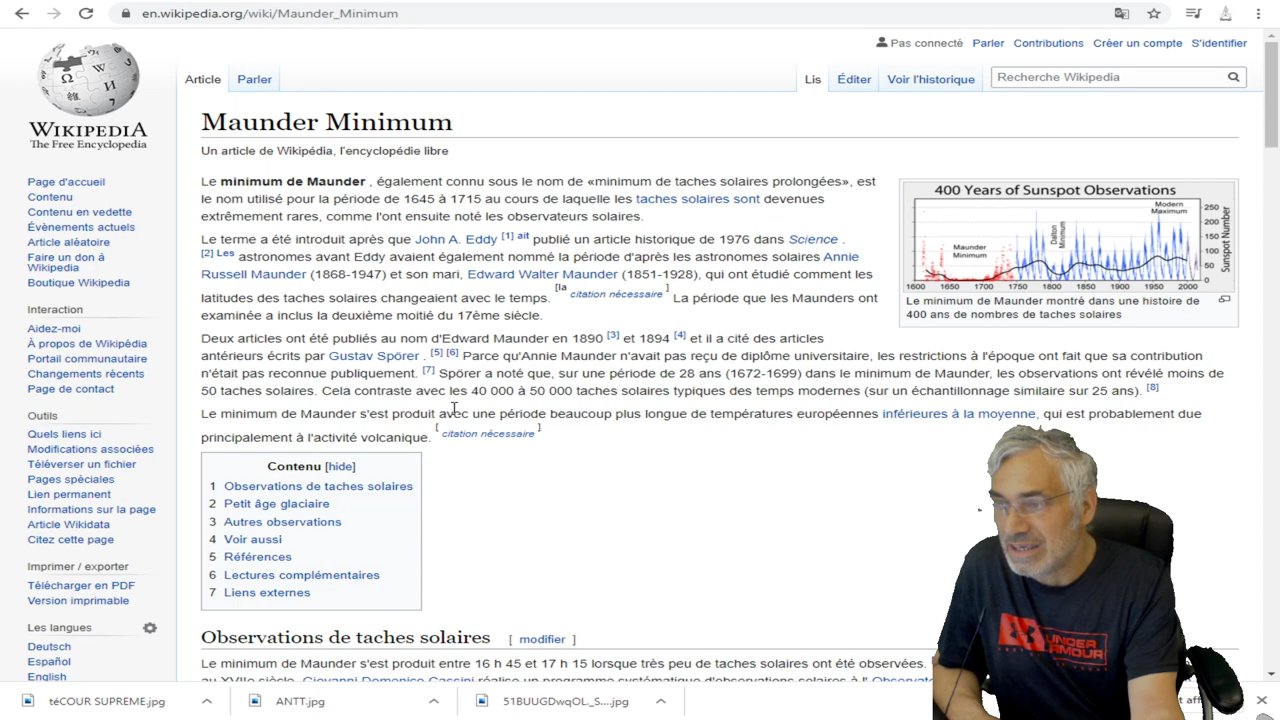 en.wikipedia.org/wiki/Maunder_Minimum
Pas connecté Parler Contributions Créer un compte S'identifier
Article Parler Lis Éditer Voir l'historique Recherche Wikipedia
WIKIPEDIA
The Free Encyclopedia
Page d'accueil
Contenu
Contenu en vedette
Évènements actuels
Article aléatoire
Faire un don à
Wikipedia
Boutique Wikipedia
Interaction
Aidez-moi
À propos de Wikipédia
Portail communautaire
Changements récents
Page de contact
Outils
Quels liens ici
Modifications associées
Téléverser un fichier
Pages spéciales
Lien permanent
Informations sur la page
Article Wikidata
Citez cette page
Imprimer / exporter
Télécharger en PDF
Version imprimable
Les langues
Deutsch
Español
English
Maunder Minimum
Un article de Wikipédia, l'encyclopédie libre
Le minimum de Maunder , également connu sous le nom de «minimum de taches solaires prolongées», est
le nom utilisé pour la période de 1645 à 1715 au cours de laquelle les taches solaires sont devenues
extrêmement rares, comme l'ont ensuite noté les observateurs solaires.
Le terme a été introduit après que John A. Eddy [1] ait publié un article historique de 1976 dans Science .
[2] Les astronomes avant Eddy avaient également nommé la période d'après les astronomes solaires Annie
Russell Maunder (1868-1947) et son mari, Edward Walter Maunder (1851-1928), qui ont étudié comment les
latitudes des taches solaires changeaient avec le temps. [la citation nécessaire ] La période que les Maunders ont
examinée a inclus la deuxième moitié du 17ème siècle.
Deux articles ont été publiés au nom d'Edward Maunder en 1890 [3] et 1894 [4] et il a cité des articles
antérieurs écrits par Gustav Spörer . [5] [6] Parce qu'Annie Maunder n'avait pas reçu de diplôme universitaire, les restrictions à l'époque ont fait que sa contribution
n'était pas reconnue publiquement. [7] Spörer a noté que, sur une période de 28 ans (1672-1699) dans le minimum de Maunder, les observations ont révélé moins de
50 taches solaires. Cela contraste avec les 40 000 à 50 000 taches solaires typiques des temps modernes (sur un échantillonnage similaire sur 25 ans). [8]
Le minimum de Maunder s'est produit avec une période beaucoup plus longue de températures européennes inférieures à la moyenne, qui est probablement due
principalement à l'activité volcanique. [ citation nécessaire ]
400 Years of Sunspot Observations
Modern
Maximum
Dalton
Minimum
Maunder
Minimum
Sunspot Number
250
200
150
100
50
0
1600 1650 1700 1750 1800 1850 1900 1950 2000
Le minimum de Maunder montré dans une histoire de
400 ans de nombres de taches solaires
Contenu [hide]
1 Observations de taches solaires
2 Petit âge glaciaire
3 Autres observations
4 Voir aussi
5 Références
6 Lectures complémentaires
7 Liens externes
Observations de taches solaires [ modifier ]
Le minimum de Maunder s'est produit entre 16 h 45 et 17 h 15 lorsque très peu de taches solaires ont été observées.
au XVIIe siècle, Giovanni Domenico Cassini réalise un programme systématique d'observations solaires à l'
UNDER
ARMOUR
téCOUR SUPREME.jpg ANTT.jpg 51BUUGDwqOL_S....jpg